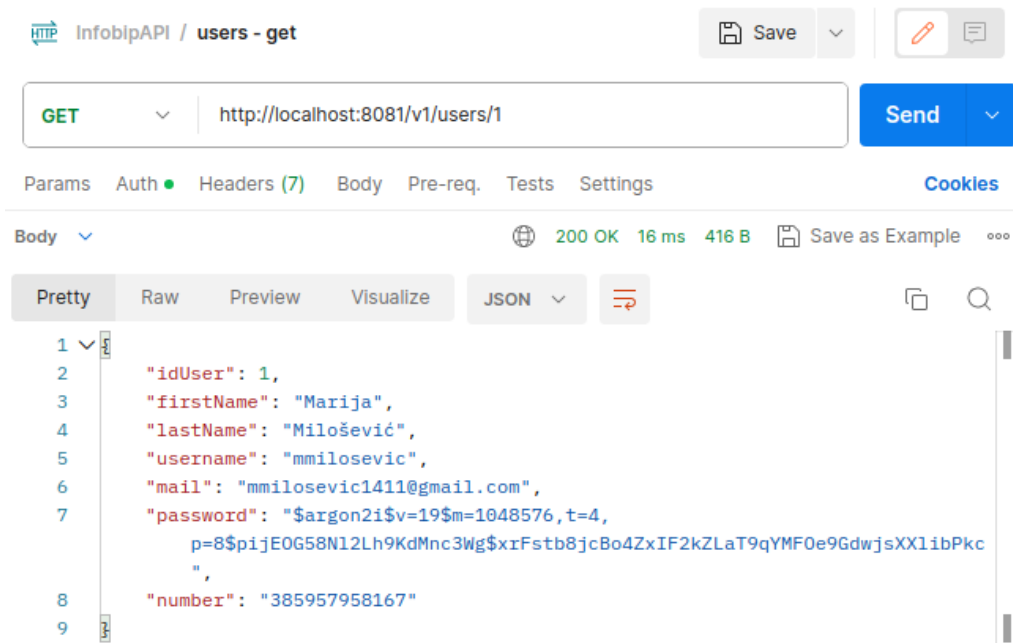 HTTP InfobipAPI / users - get Save
GET http://localhost:8081/v1/users/1 Send
Params Auth Headers (7) Body Pre-req. Tests Settings Cookies
Body 200 OK 16 ms 416 B Save as Example
Pretty Raw Preview Visualize JSON
1 {
2 "idUser": 1,
3 "firstName": "Marija",
4 "lastName": "Milošević",
5 "username": "mmilosevic",
6 "mail": "mmilosevic1411@gmail.com",
7 "password": "$argon2i$v=19$m=1048576,t=4,
p=8$pijEOG58Nl2Lh9KdMnc3Wg$xrFstb8jcBo4ZxIF2kZLaT9qYMFOe9GdwjsXXlibPkc
",
8 "number": "385957958167"
9 }